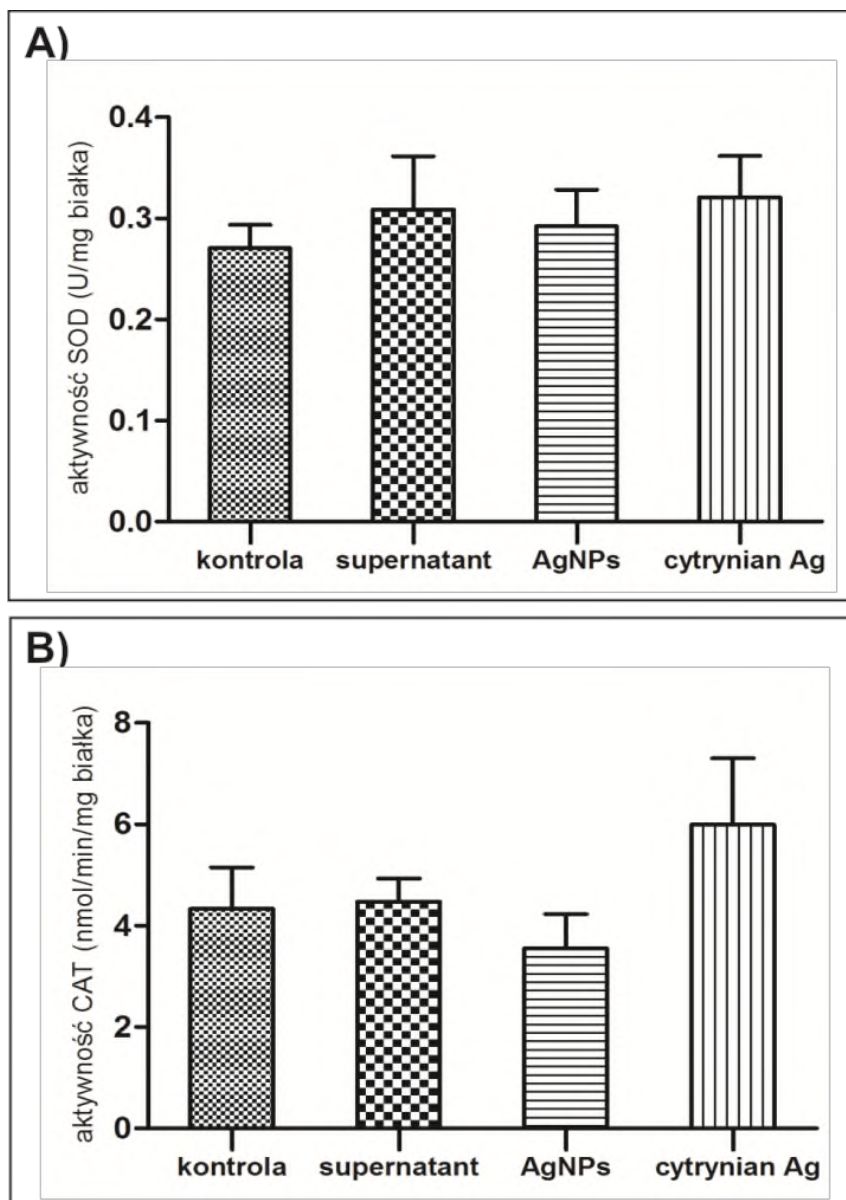 A)
aktywność SOD (U/mg białka)
0.4
0.3
0.2
0.1
0.0
kontrola supernatant AgNPs cytrynian Ag
B)
aktywność CAT (nmol/min/mg białka)
8
6
4
2
0
kontrola supernatant AgNPs cytrynian Ag